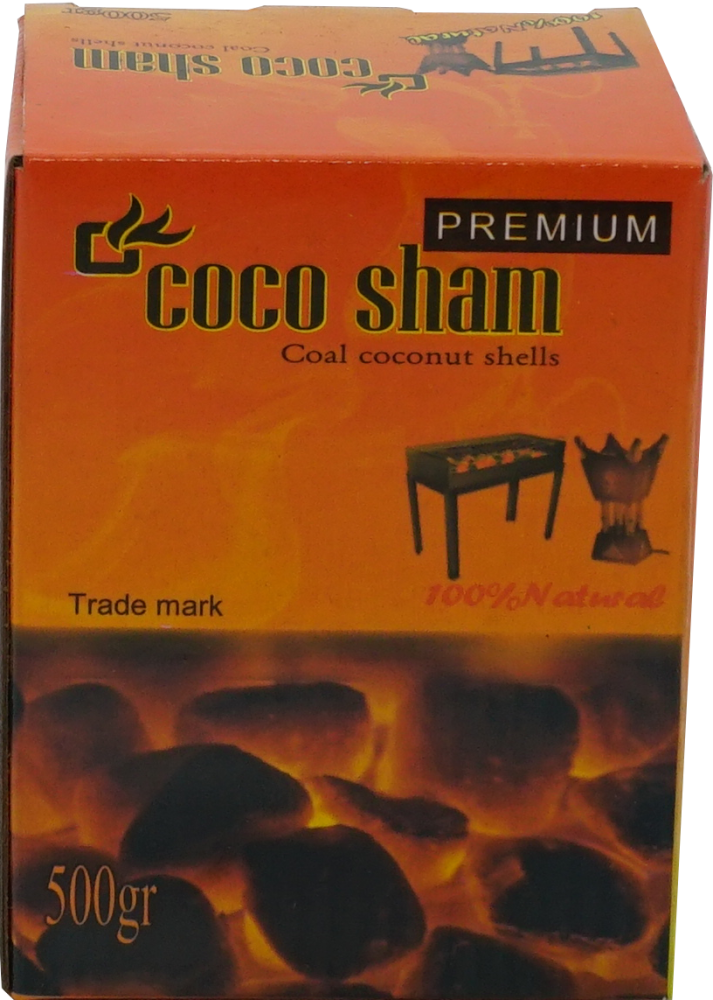 500gr
100%Natural
Coal coconut shells
coco sham
PREMIUM
coco sham
Coal coconut shells
Trade mark
100%Natural
500gr